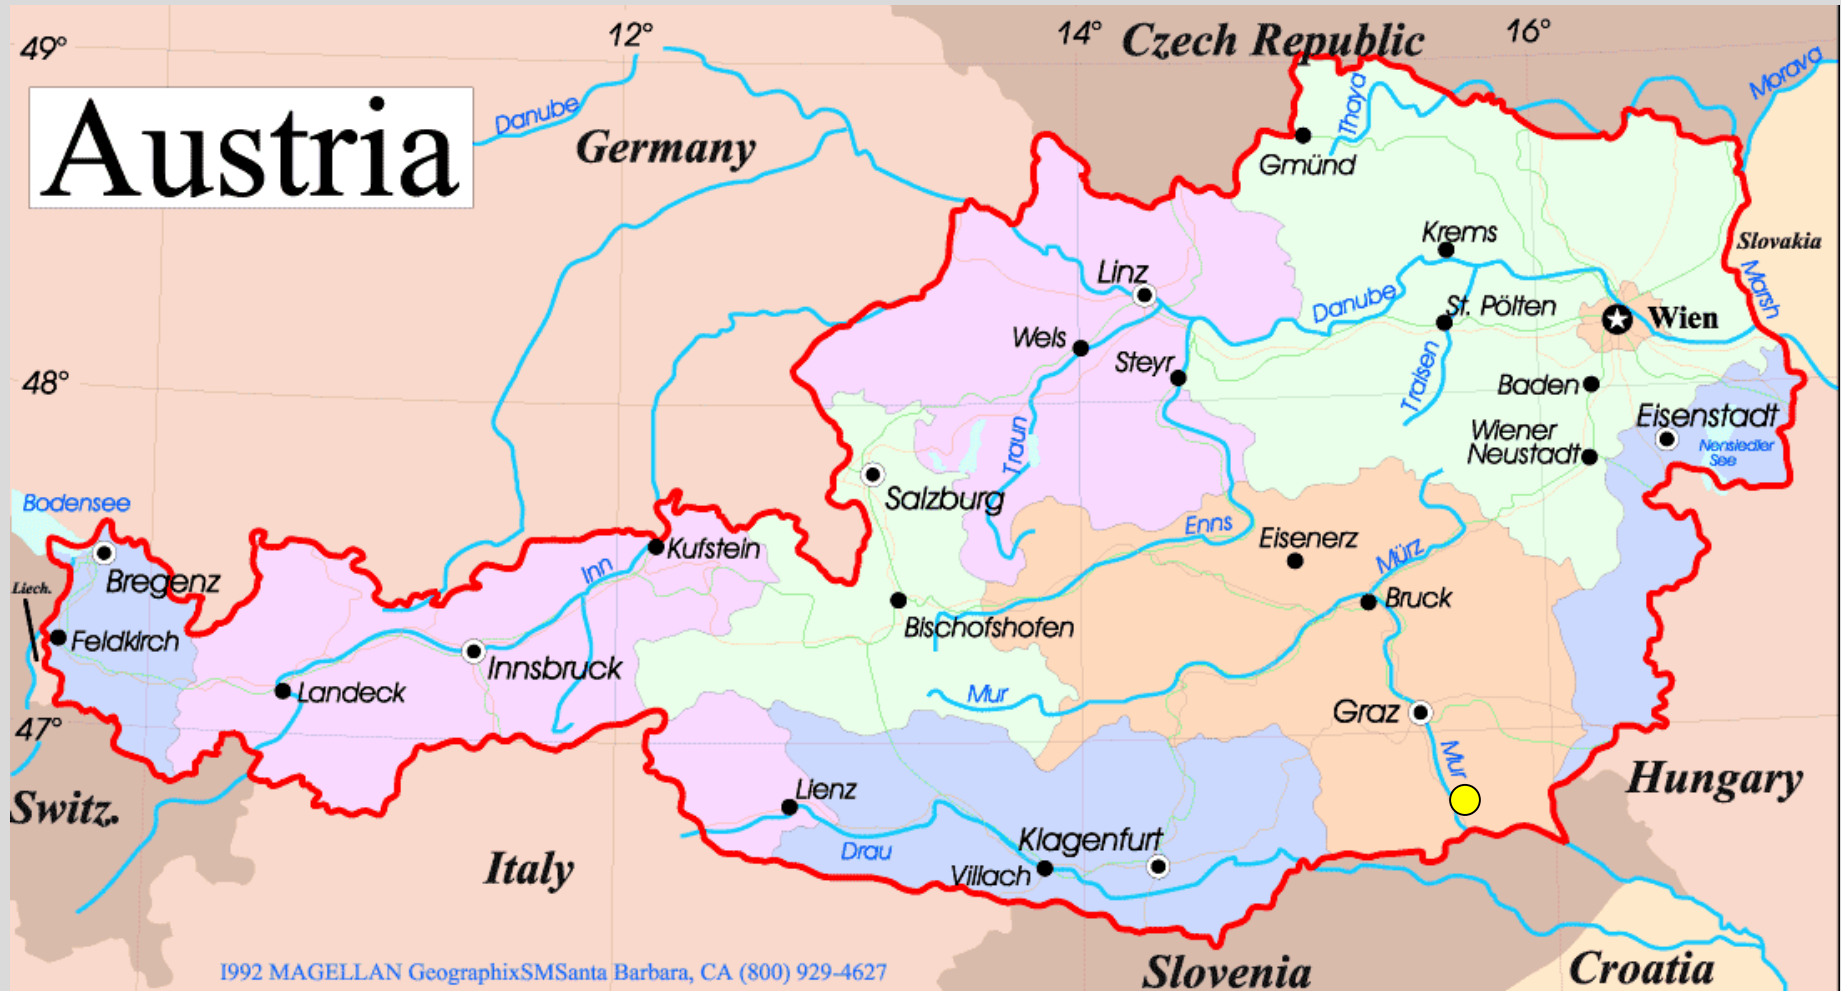 49°
12°
14°
Czech Republic
16°
Morava
Austria
Danube
Germany
Thaya
Gmünd
Krems
Slovakia
Marsh
Linz
Danube
St. Pölten
Wien
Wels
Steyr
Traisen
48°
Baden
Eisenstadt
Wiener
Neustadt
Nensiedler
See
Traun
Salzburg
Bodensee
Enns
Eisenerz
Mürz
Kufstein
Inn
Bregenz
Liech.
Bruck
Bischofshofen
Feldkirch
Innsbruck
Landeck
Mur
Graz
47°
Mur
Hungary
Switz.
Lienz
Klagenfurt
Drau
Villach
Italy
I992 MAGELLAN GeographixSMSanta Barbara, CA (800) 929-4627
Slovenia
Croatia